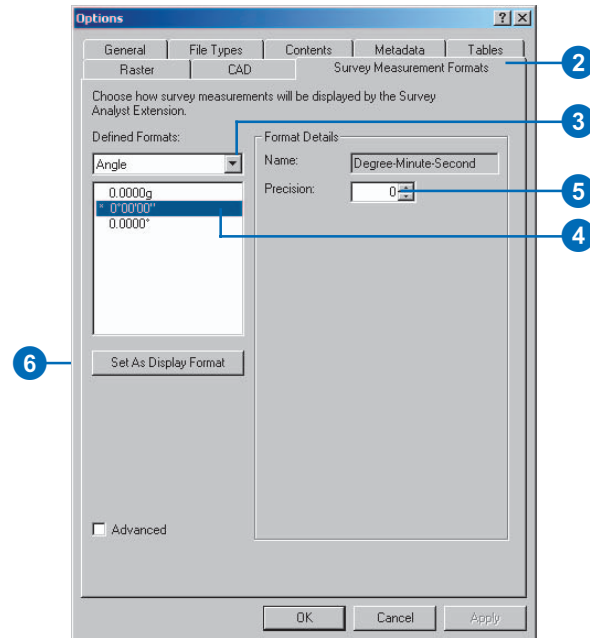 Options
General File Types Contents Metadata Tables
Raster CAD Survey Measurement Formats
2
Choose how survey measurements will be displayed by the Survey
Analyst Extension.
3
Defined Formats:
Format Details
Angle
Name: Degree-Minute-Second
Precision: 0
5
0.0000g
* 0°00'00"
4
0.0000°
6
Set As Display Format
Advanced
OK Cancel Apply